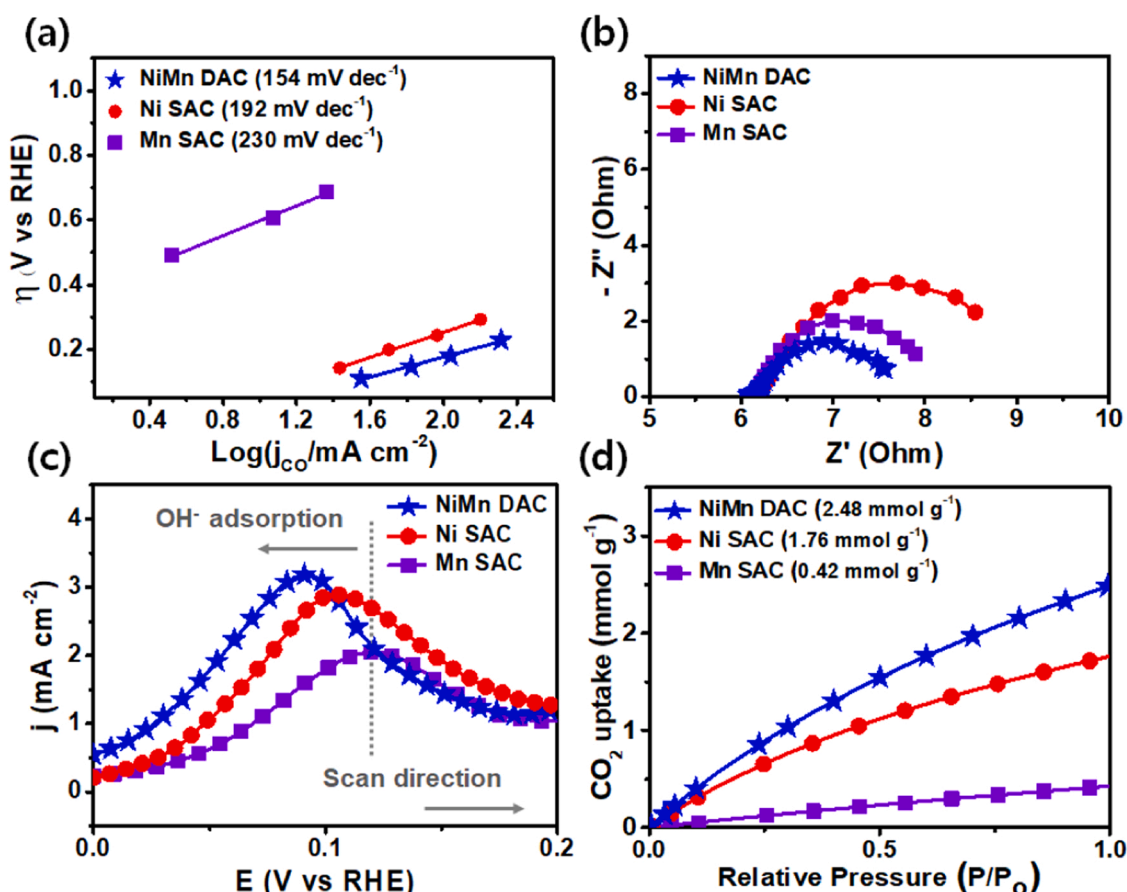 (a)
NiMn DAC (154 mV dec⁻¹)
Ni SAC (192 mV dec⁻¹)
Mn SAC (230 mV dec⁻¹)
1.0
0.8
0.6
0.4
0.2
η (V vs RHE)
0.4 0.8 1.2 1.6 2.0 2.4
Log(j_CO/mA cm⁻²)
(b)
NiMn DAC
Ni SAC
Mn SAC
8
6
4
2
0
- Z'' (Ohm)
5 6 7 8 9 10
Z' (Ohm)
(c)
NiMn DAC
Ni SAC
Mn SAC
OH⁻ adsorption
Scan direction
4
3
2
1
0
j (mA cm⁻²)
0.0 0.1 0.2
E (V vs RHE)
(d)
NiMn DAC (2.48 mmol g⁻¹)
Ni SAC (1.76 mmol g⁻¹)
Mn SAC (0.42 mmol g⁻¹)
3
2
1
0
CO₂ uptake (mmol g⁻¹)
0.0 0.5 1.0
Relative Pressure (P/P_O)